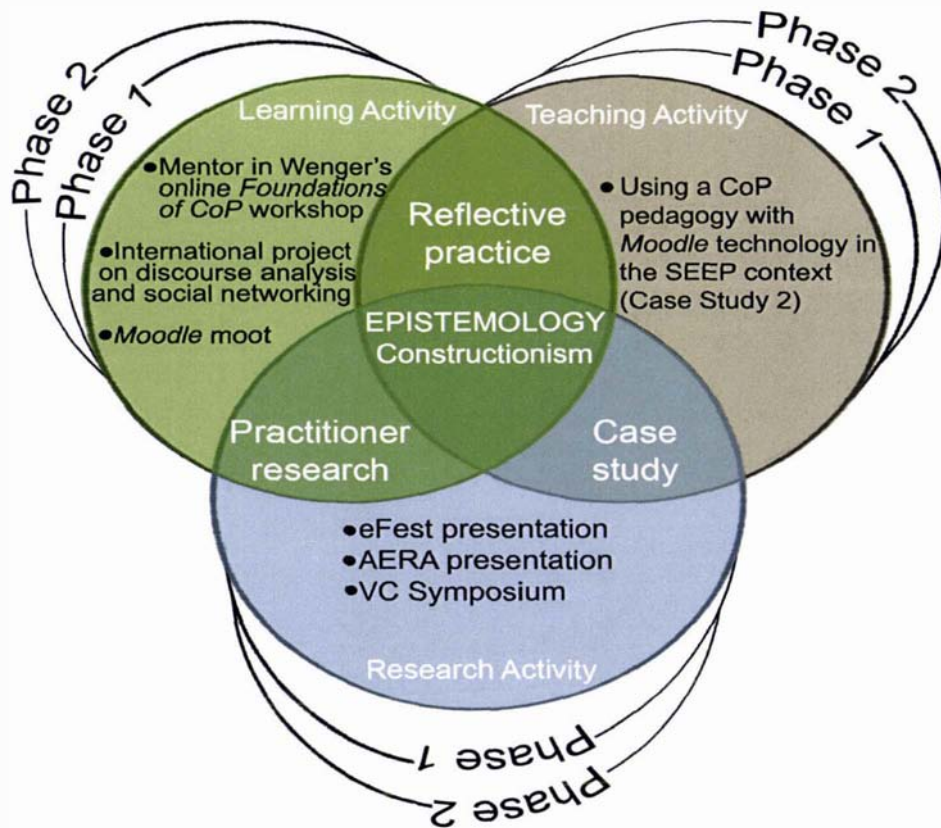 Phase 2
Phase 1
Phase 2
Phase 1
Learning Activity
• Mentor in Wenger's
online Foundations
of CoP workshop
• International project
on discourse analysis
and social networking
• Moodle moot
Teaching Activity
• Using a CoP
pedagogy with
Moodle technology in
the SEEP context
(Case Study 2)
Reflective
practice
EPISTEMOLOGY
Constructionism
Practitioner
research
Case
study
• eFest presentation
• AERA presentation
• VC Symposium
Research Activity
Phase 1
Phase 2